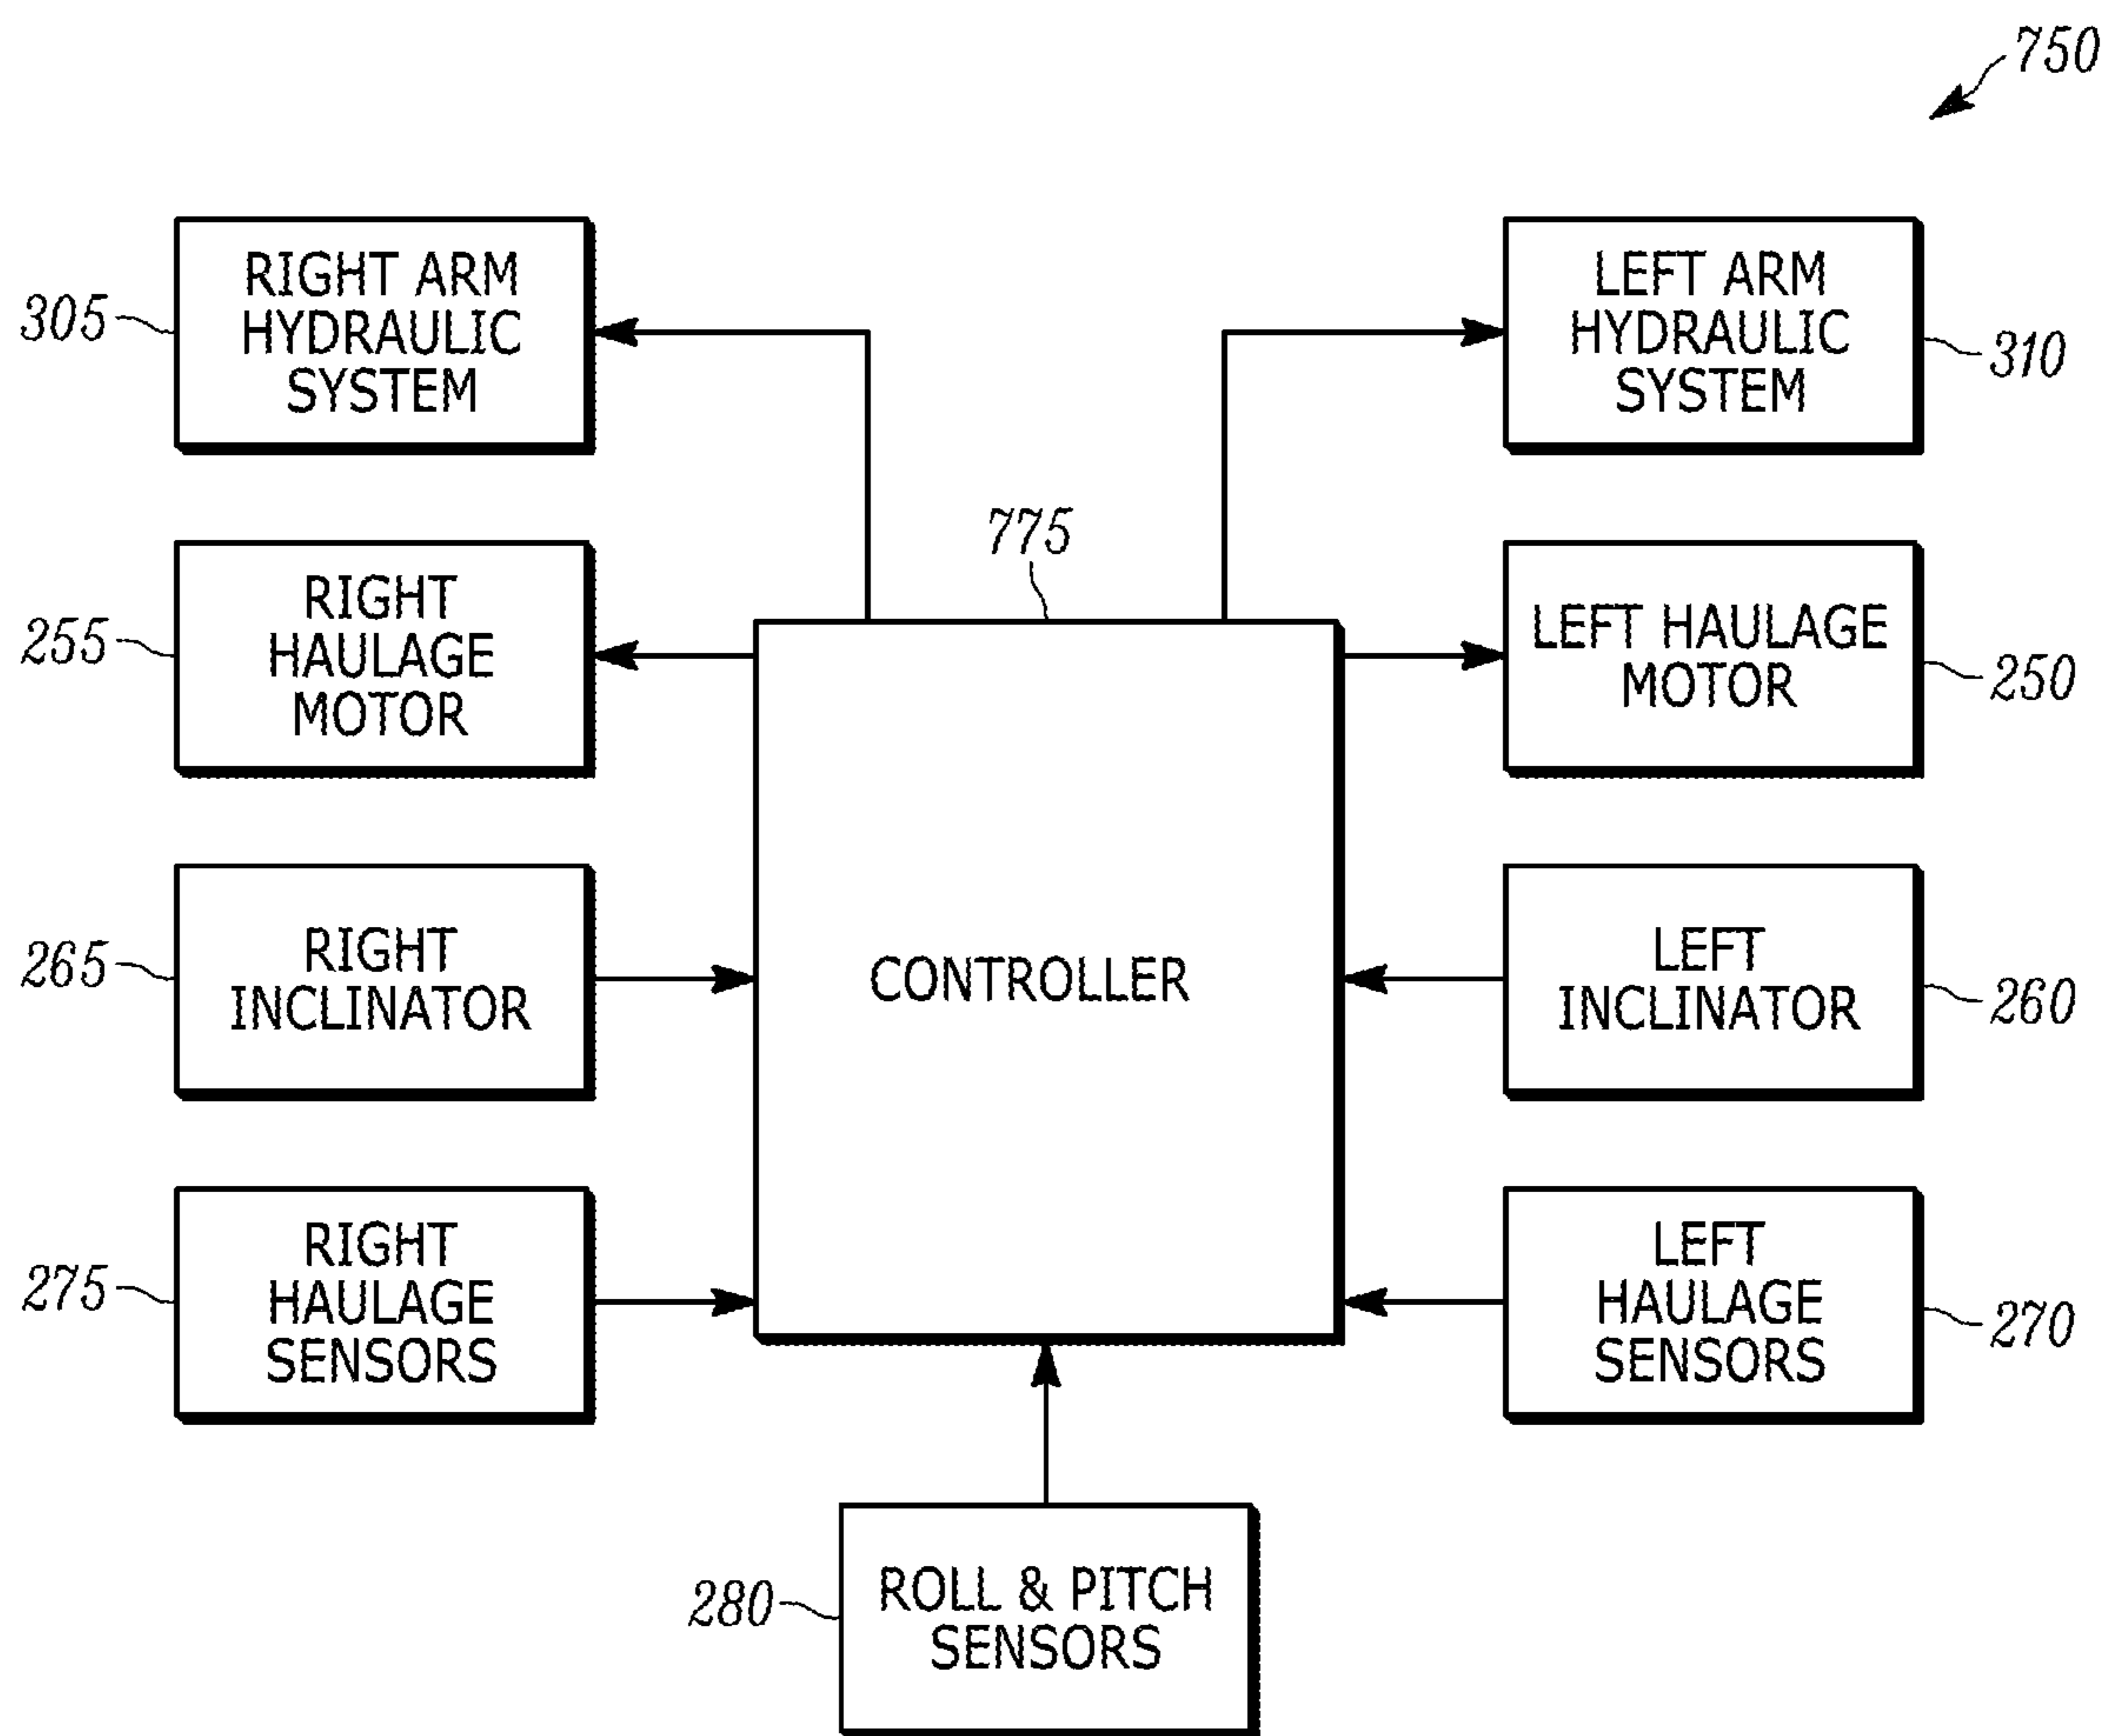 750
RIGHT ARM
HYDRAULIC
SYSTEM
305
LEFT ARM
HYDRAULIC
SYSTEM
310
775
RIGHT
HAULAGE
MOTOR
255
LEFT HAULAGE
MOTOR
250
CONTROLLER
RIGHT
INCLINATOR
265
LEFT
INCLINATOR
260
RIGHT
HAULAGE
SENSORS
275
LEFT
HAULAGE
SENSORS
270
ROLL & PITCH
SENSORS
280